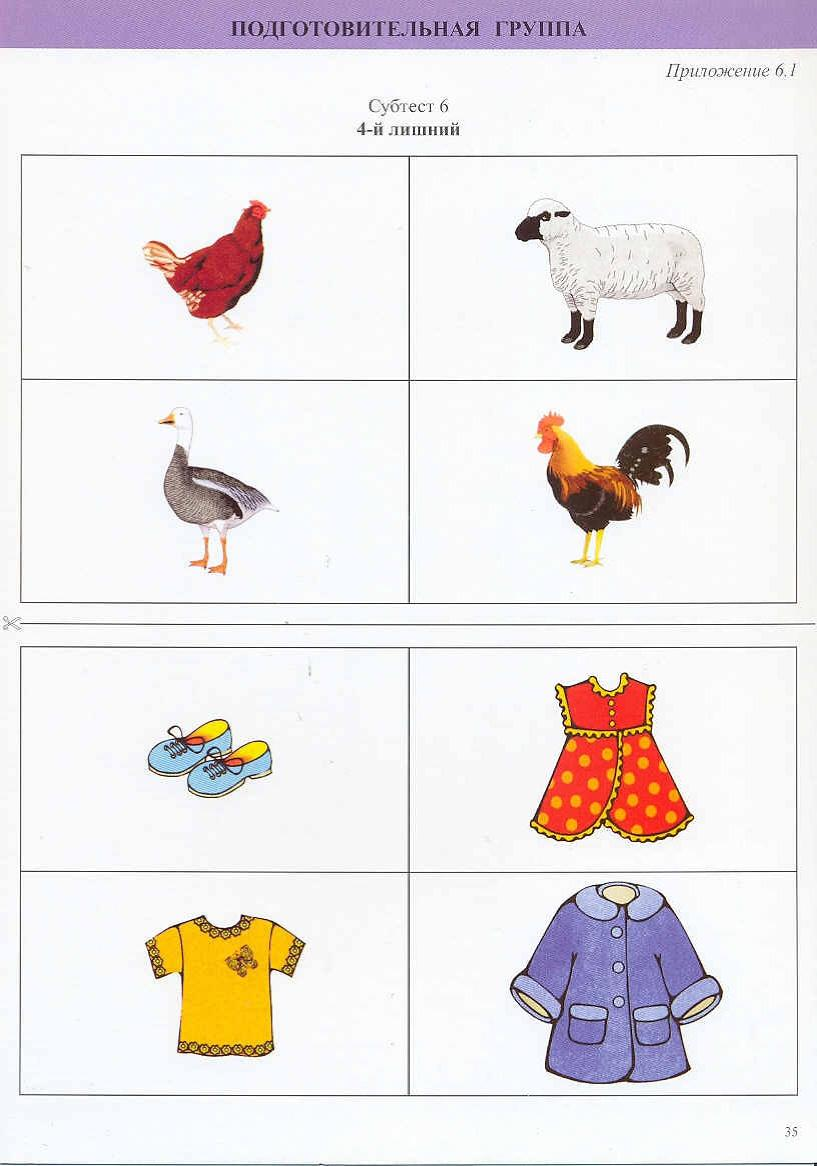 ПОДГОТОВИТЕЛЬНАЯ ГРУППА
Приложение 6.1
Субтест 6
4-й лишний
35